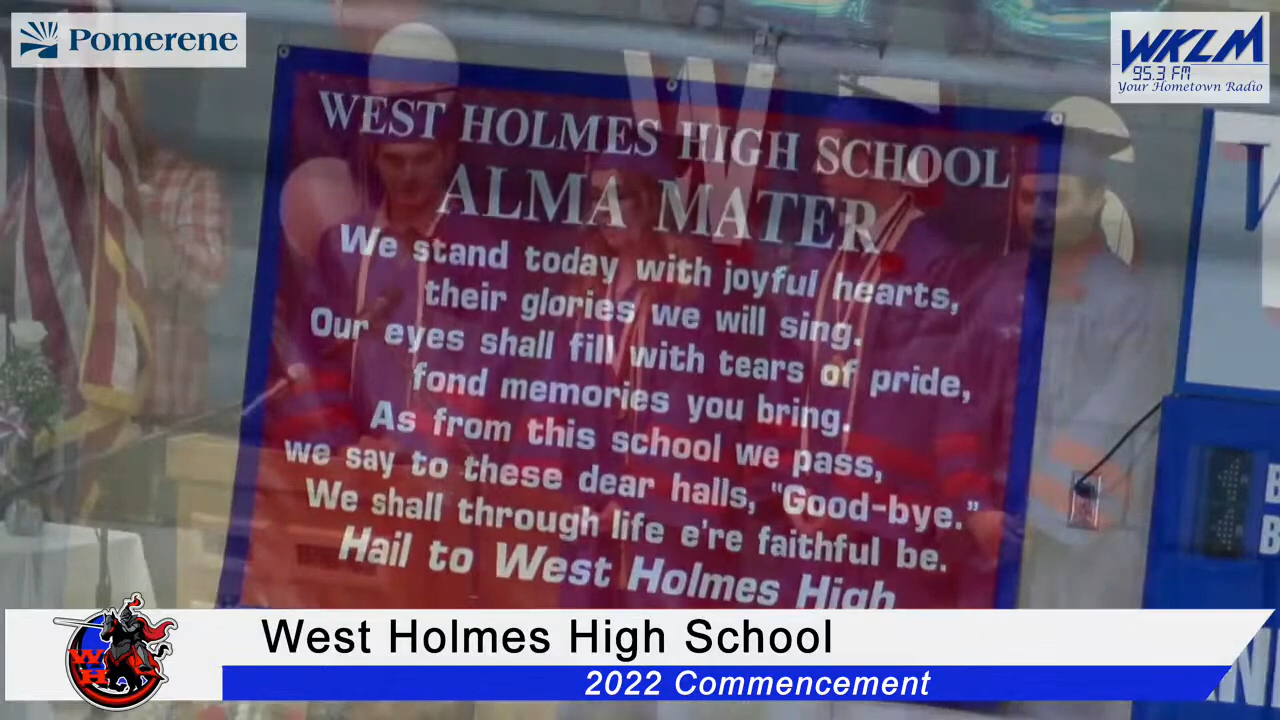 Pomerene
WKLM
95.3 FM
Your Hometown Radio
WEST HOLMES HIGH SCHOOL
ALMA MATER
We stand today with joyful hearts,
their glories we will sing.
Our eyes shall fill with tears of pride,
fond memories you bring.
As from this school we pass,
we say to these dear halls, "Good-bye."
We shall through life e're faithful be.
Hail to West Holmes High
W
WH
West Holmes High School
2022 Commencement